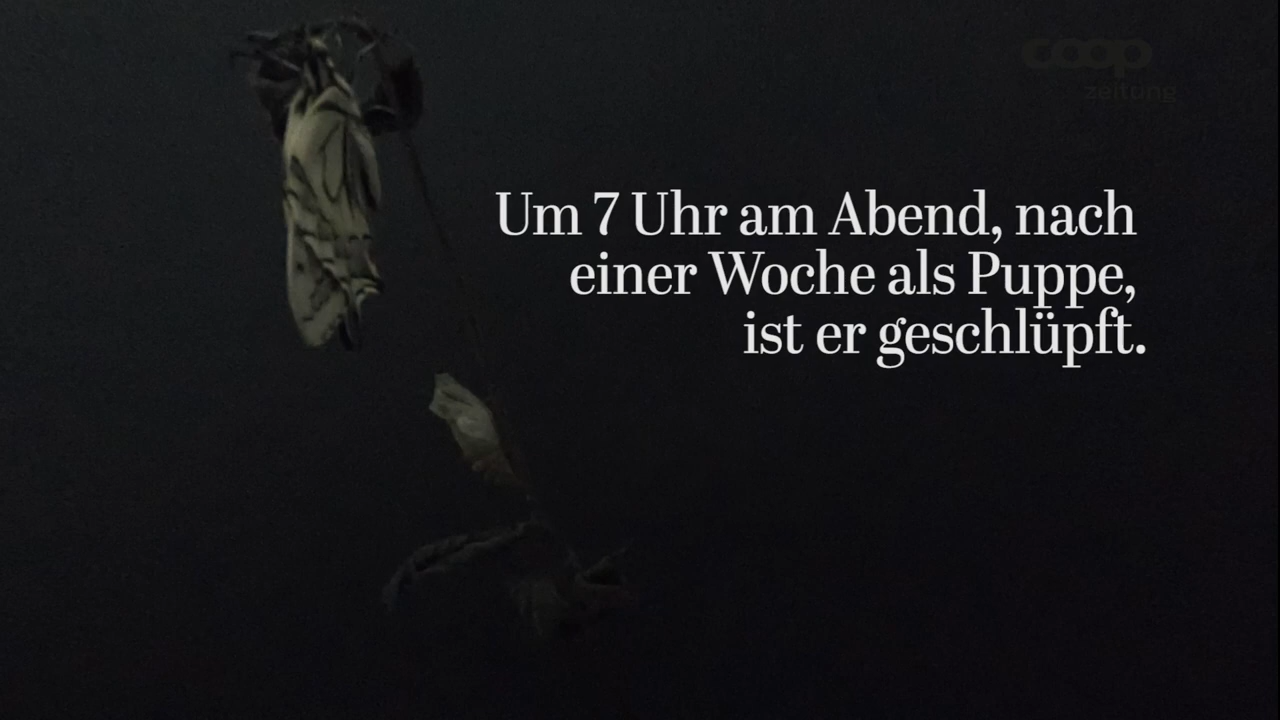 coop
zeitung
Um 7 Uhr am Abend, nach
einer Woche als Puppe,
ist er geschlüpft.